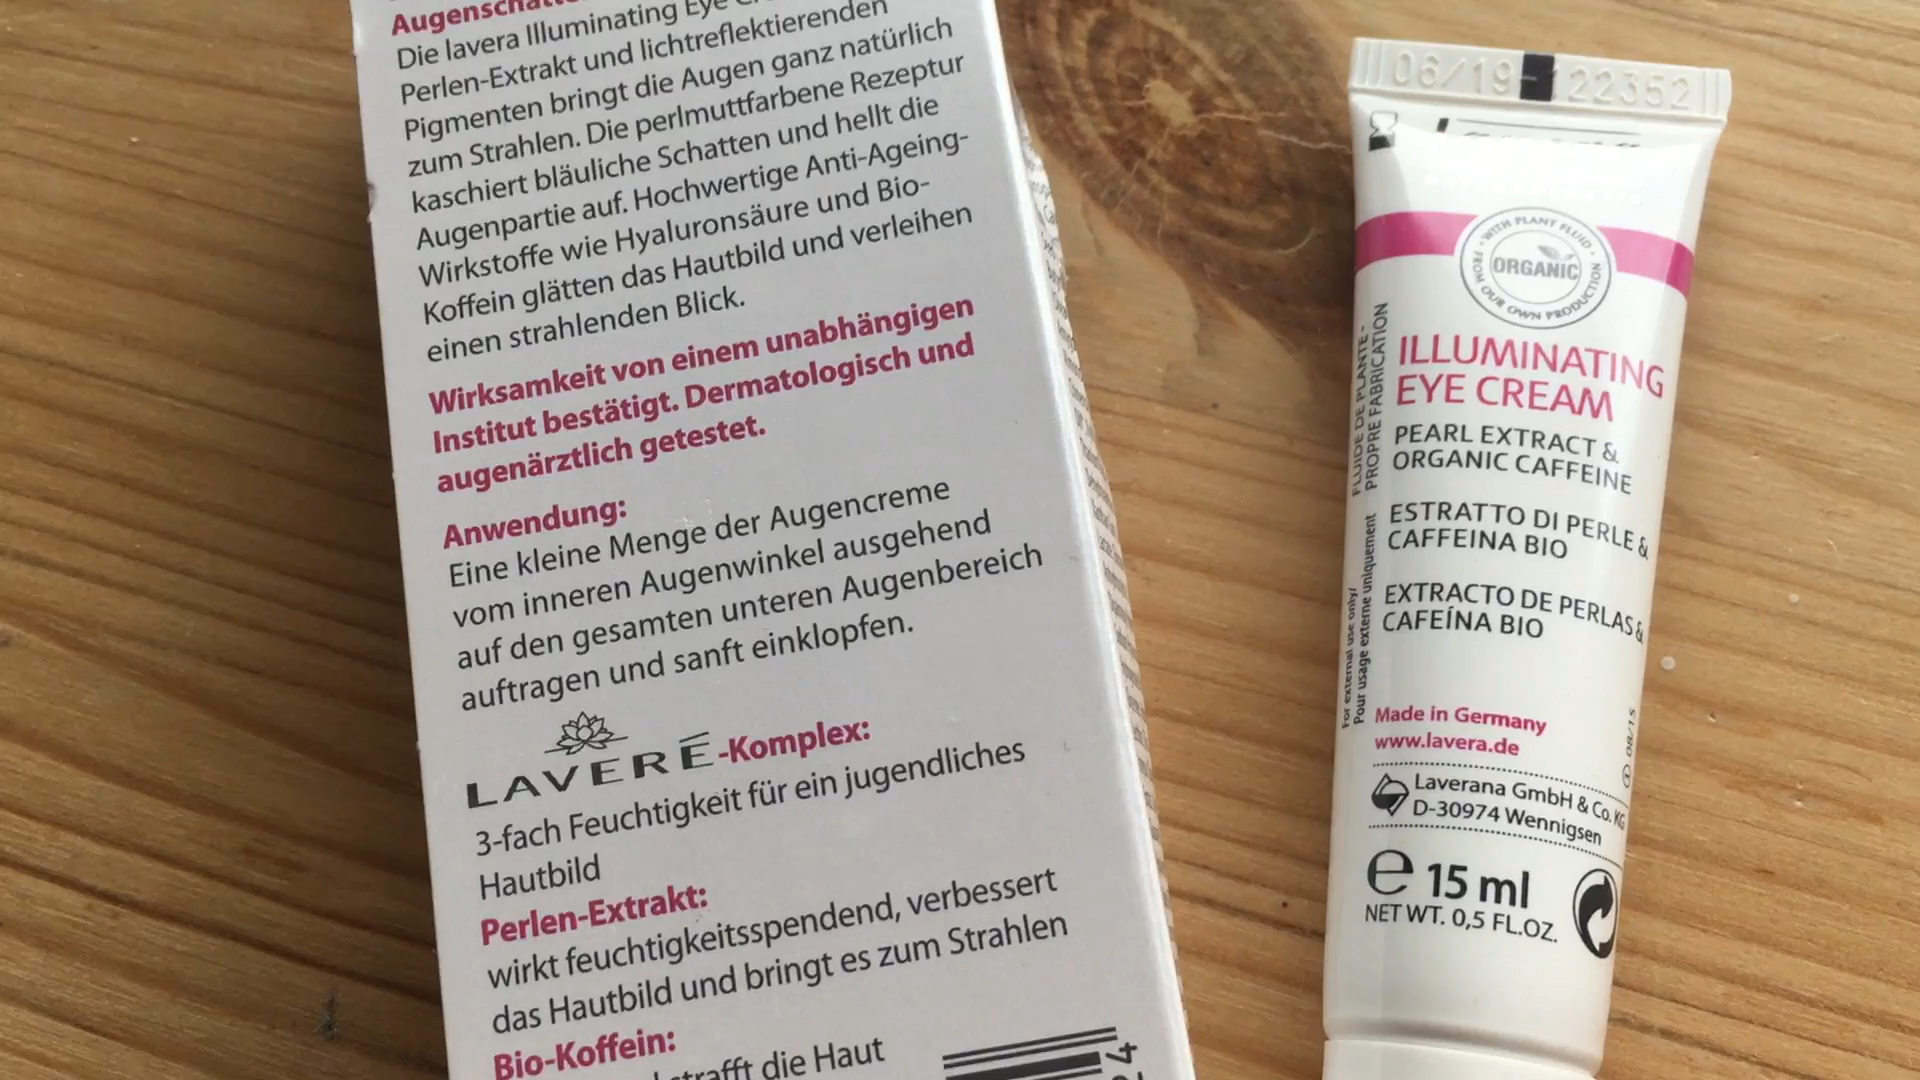 Die lavera Illuminating Eye
Perlen-Extrakt und lichtreflektierenden
Pigmenten bringt die Augen ganz natürlich
zum Strahlen. Die perlmuttfarbene Rezeptur
kaschiert bläuliche Schatten und hellt die
Augenpartie auf. Hochwertige Anti-Ageing-
Wirkstoffe wie Hyaluronsäure und Bio-
Koffein glätten das Hautbild und verleihen
einen strahlenden Blick.
Wirksamkeit von einem unabhängigen
Institut bestätigt. Dermatologisch und
augenärztlich getestet.
Anwendung:
Eine kleine Menge der Augencreme
vom inneren Augenwinkel ausgehend
auf den gesamten unteren Augenbereich
auftragen und sanft einklopfen.
LAVERÉ-Komplex:
3-fach Feuchtigkeit für ein jugendliches
Hautbild
Perlen-Extrakt:
wirkt feuchtigkeitsspendend, verbessert
das Hautbild und bringt es zum Strahlen
Bio-Koffein:
strafft die Haut
06/19 122352
WITH PLANT FLUID
ORGANIC
FROM OUR OWN PRODUCTION
ILLUMINATING
EYE CREAM
PEARL EXTRACT &
ORGANIC CAFFEINE
ESTRATTO DI PERLE &
CAFFEINA BIO
EXTRACTO DE PERLAS &
CAFEÍNA BIO
FLUIDE DE PLANTE -
PROPRE FABRICATION
For external use only/
Pour usage externe uniquement
Made in Germany
www.lavera.de
08/15
Laverana GmbH & Co. KG
D-30974 Wennigsen
e 15 ml
NET WT. 0,5 FL.OZ.